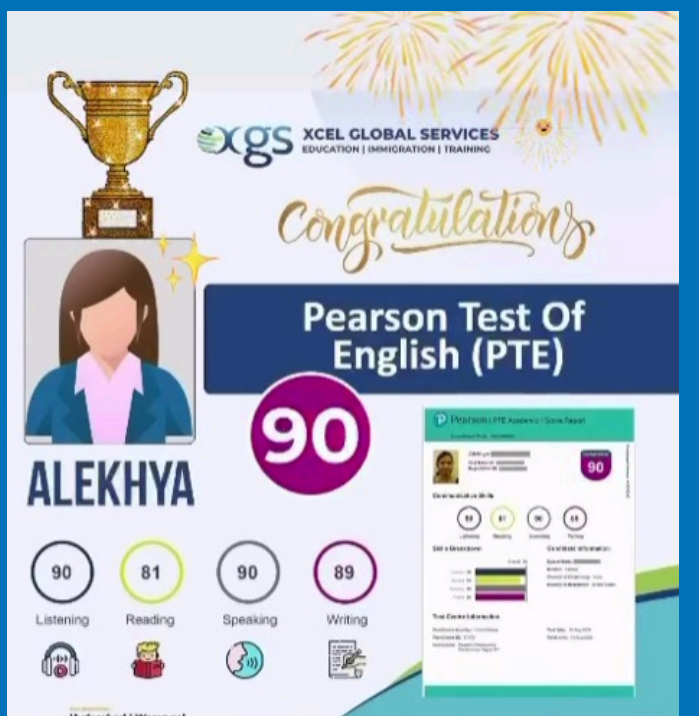 xgs XCEL GLOBAL SERVICES
EDUCATION | IMMIGRATION | TRAINING
Congratulations
Pearson Test Of
English (PTE)
90
ALEKHYA
90
Listening
81
Reading
90
Speaking
89
Writing
Pearson | PTE Academic | Score Report
Alekhya
90
Communicative Skills
90 81 90 89
Listening Reading Speaking Writing
Skills Breakdown
Candidate Information
Test Centre Information